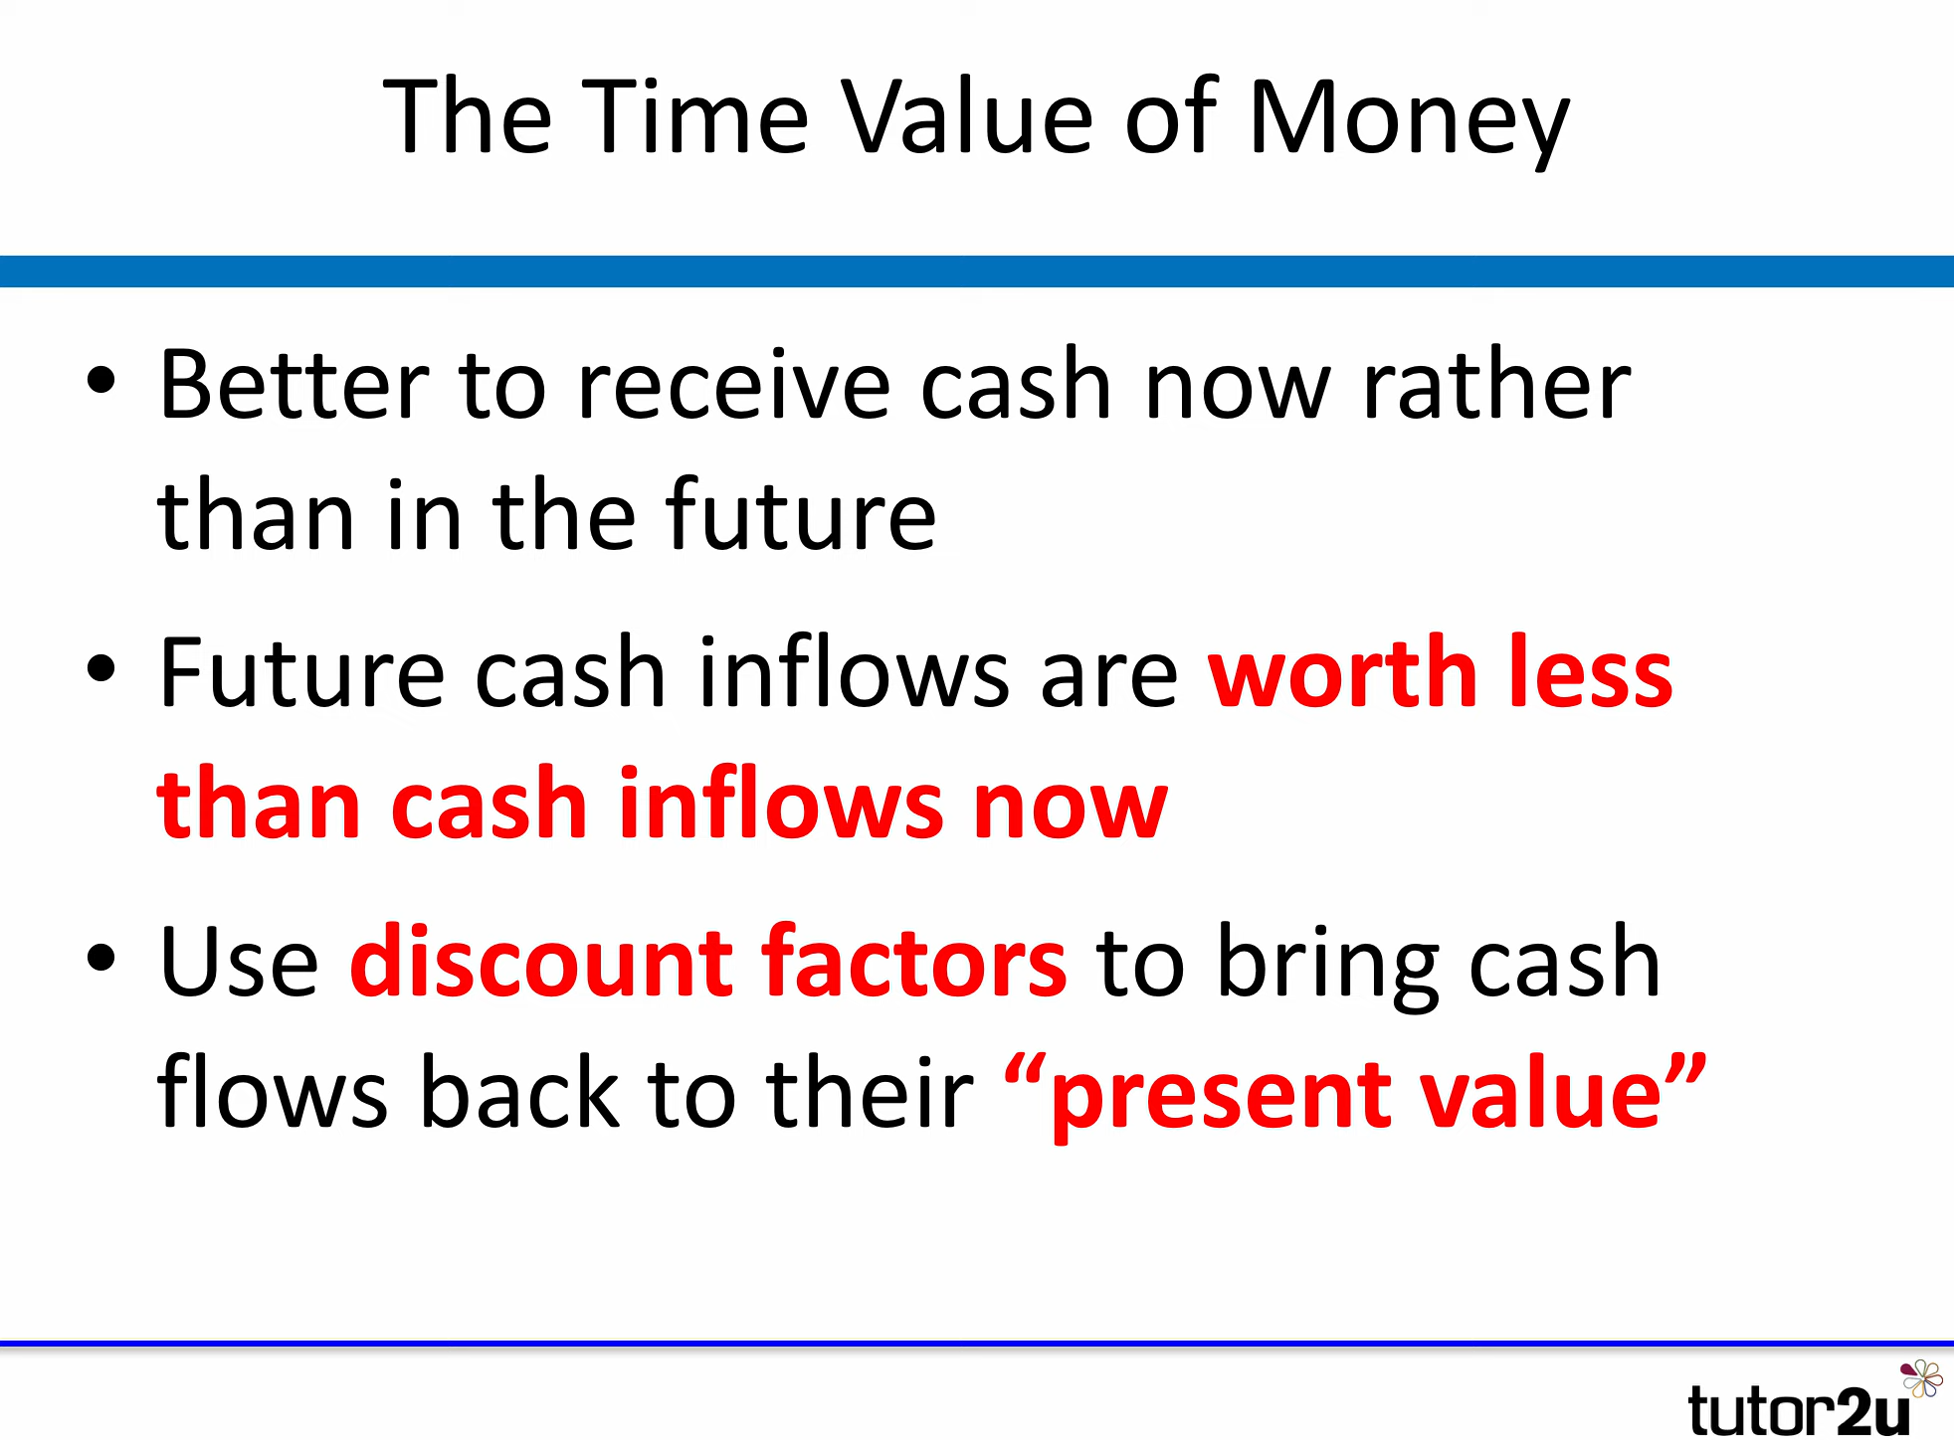 The Time Value of Money
• Better to receive cash now rather
than in the future
• Future cash inflows are worth less
than cash inflows now
• Use discount factors to bring cash
flows back to their “present value”
tutor2u